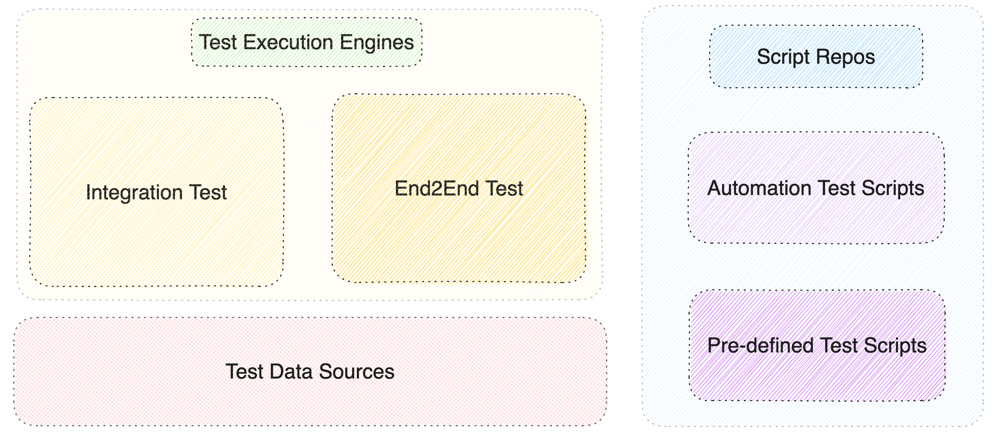 Test Execution Engines
Integration Test
End2End Test
Test Data Sources
Script Repos
Automation Test Scripts
Pre-defined Test Scripts